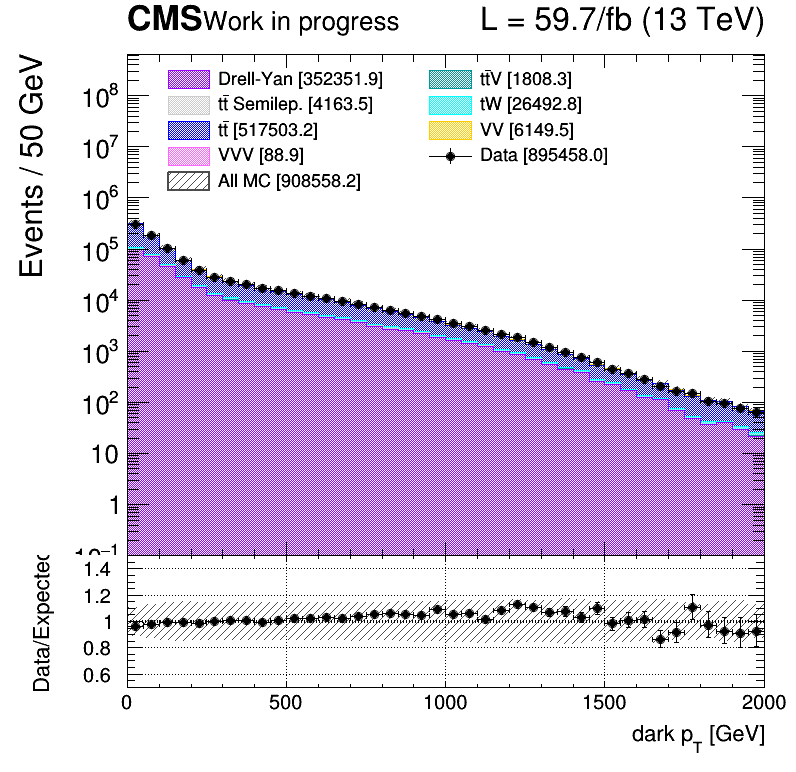 CMS Work in progress L = 59.7/fb (13 TeV)
Events / 50 GeV
Drell-Yan [352351.9]
tt̄ Semilep. [4163.5]
tt̄ [517503.2]
VVV [88.9]
All MC [908558.2]
tt̄V [1808.3]
tW [26492.8]
VV [6149.5]
Data [895458.0]
10⁸
10⁷
10⁶
10⁵
10⁴
10³
10²
10
1
10⁻¹
Data/Expected
1.4
1.2
1
0.8
0.6
0 500 1000 1500 2000
dark p_T [GeV]